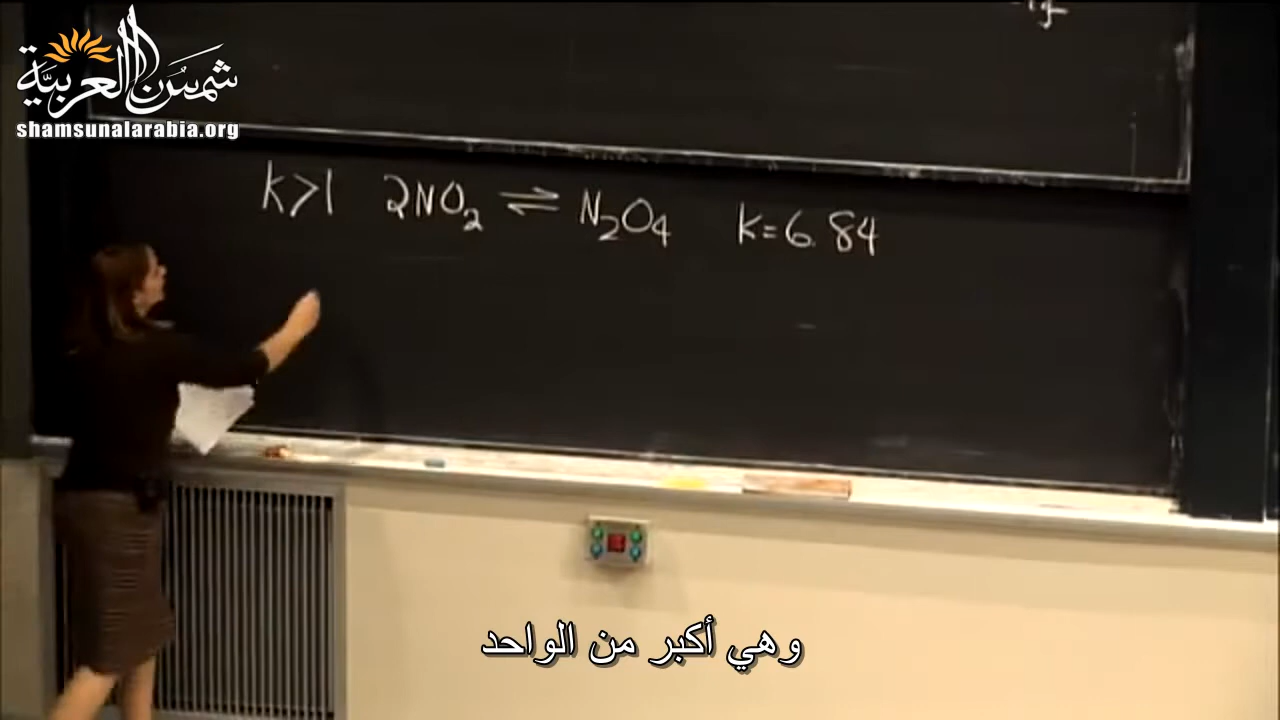 شمس العربية
shamsunalarabia.org
k>1 2NO₂ ⇌ N₂O₄ k=6.84
وهي أكبر من الواحد